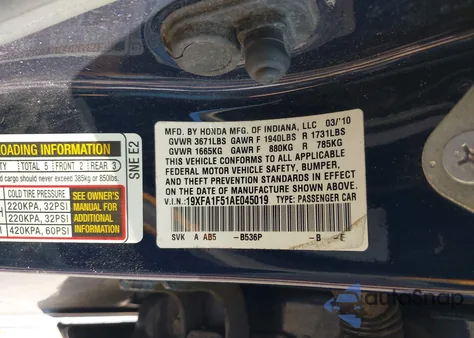 OADING INFORMATION
TY TOTAL 5 FRONT 2 REAR 3
d cargo should never exceed 385kg or 850lbs.
COLD TIRE PRESSURE
220KPA, 32PSI
220KPA, 32PSI
420KPA, 60PSI
SEE OWNER'S
MANUAL FOR
ADDITIONAL
INFORMATION
SNE E2
MFD. BY HONDA MFG. OF INDIANA, LLC 03/'10
GVWR 3671LBS GAWR F 1940LBS R 1731LBS
GVWR 1665KG GAWR F 880KG R 785KG
THIS VEHICLE CONFORMS TO ALL APPLICABLE
FEDERAL MOTOR VEHICLE SAFETY, BUMPER,
AND THEFT PREVENTION STANDARDS IN EFFECT
ON THE DATE OF MANUFACTURE SHOWN ABOVE.
V.I.N.: 19XFA1F51AE045019 TYPE: PASSENGER CAR
SVK A AB5 -B536P -B -E
autoSnap